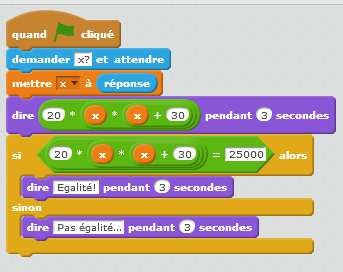 quand cliqué
demander x? et attendre
mettre x à réponse
dire 20 * x * x + 30 pendant 3 secondes
si 20 * x * x + 30 = 25000 alors
dire Egalité! pendant 3 secondes
sinon
dire Pas égalité... pendant 3 secondes